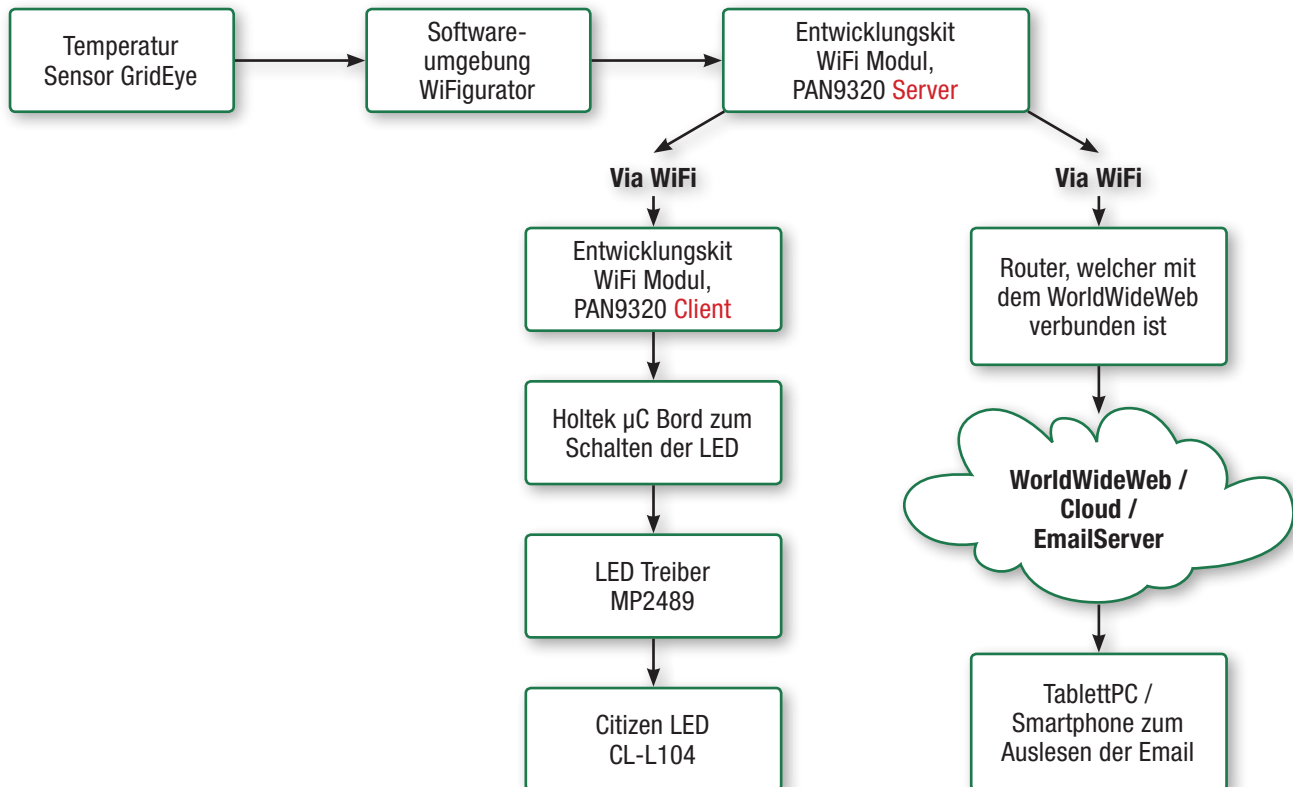 Temperatur
Sensor GridEye
Software-
umgebung
WiFigurator
Entwicklungskit
WiFi Modul,
PAN9320 Server
Via WiFi
Entwicklungskit
WiFi Modul,
PAN9320 Client
Holtek µC Bord zum
Schalten der LED
LED Treiber
MP2489
Citizen LED
CL-L104
Via WiFi
Router, welcher mit
dem WorldWideWeb
verbunden ist
WorldWideWeb /
Cloud /
EmailServer
TablettPC /
Smartphone zum
Auslesen der Email